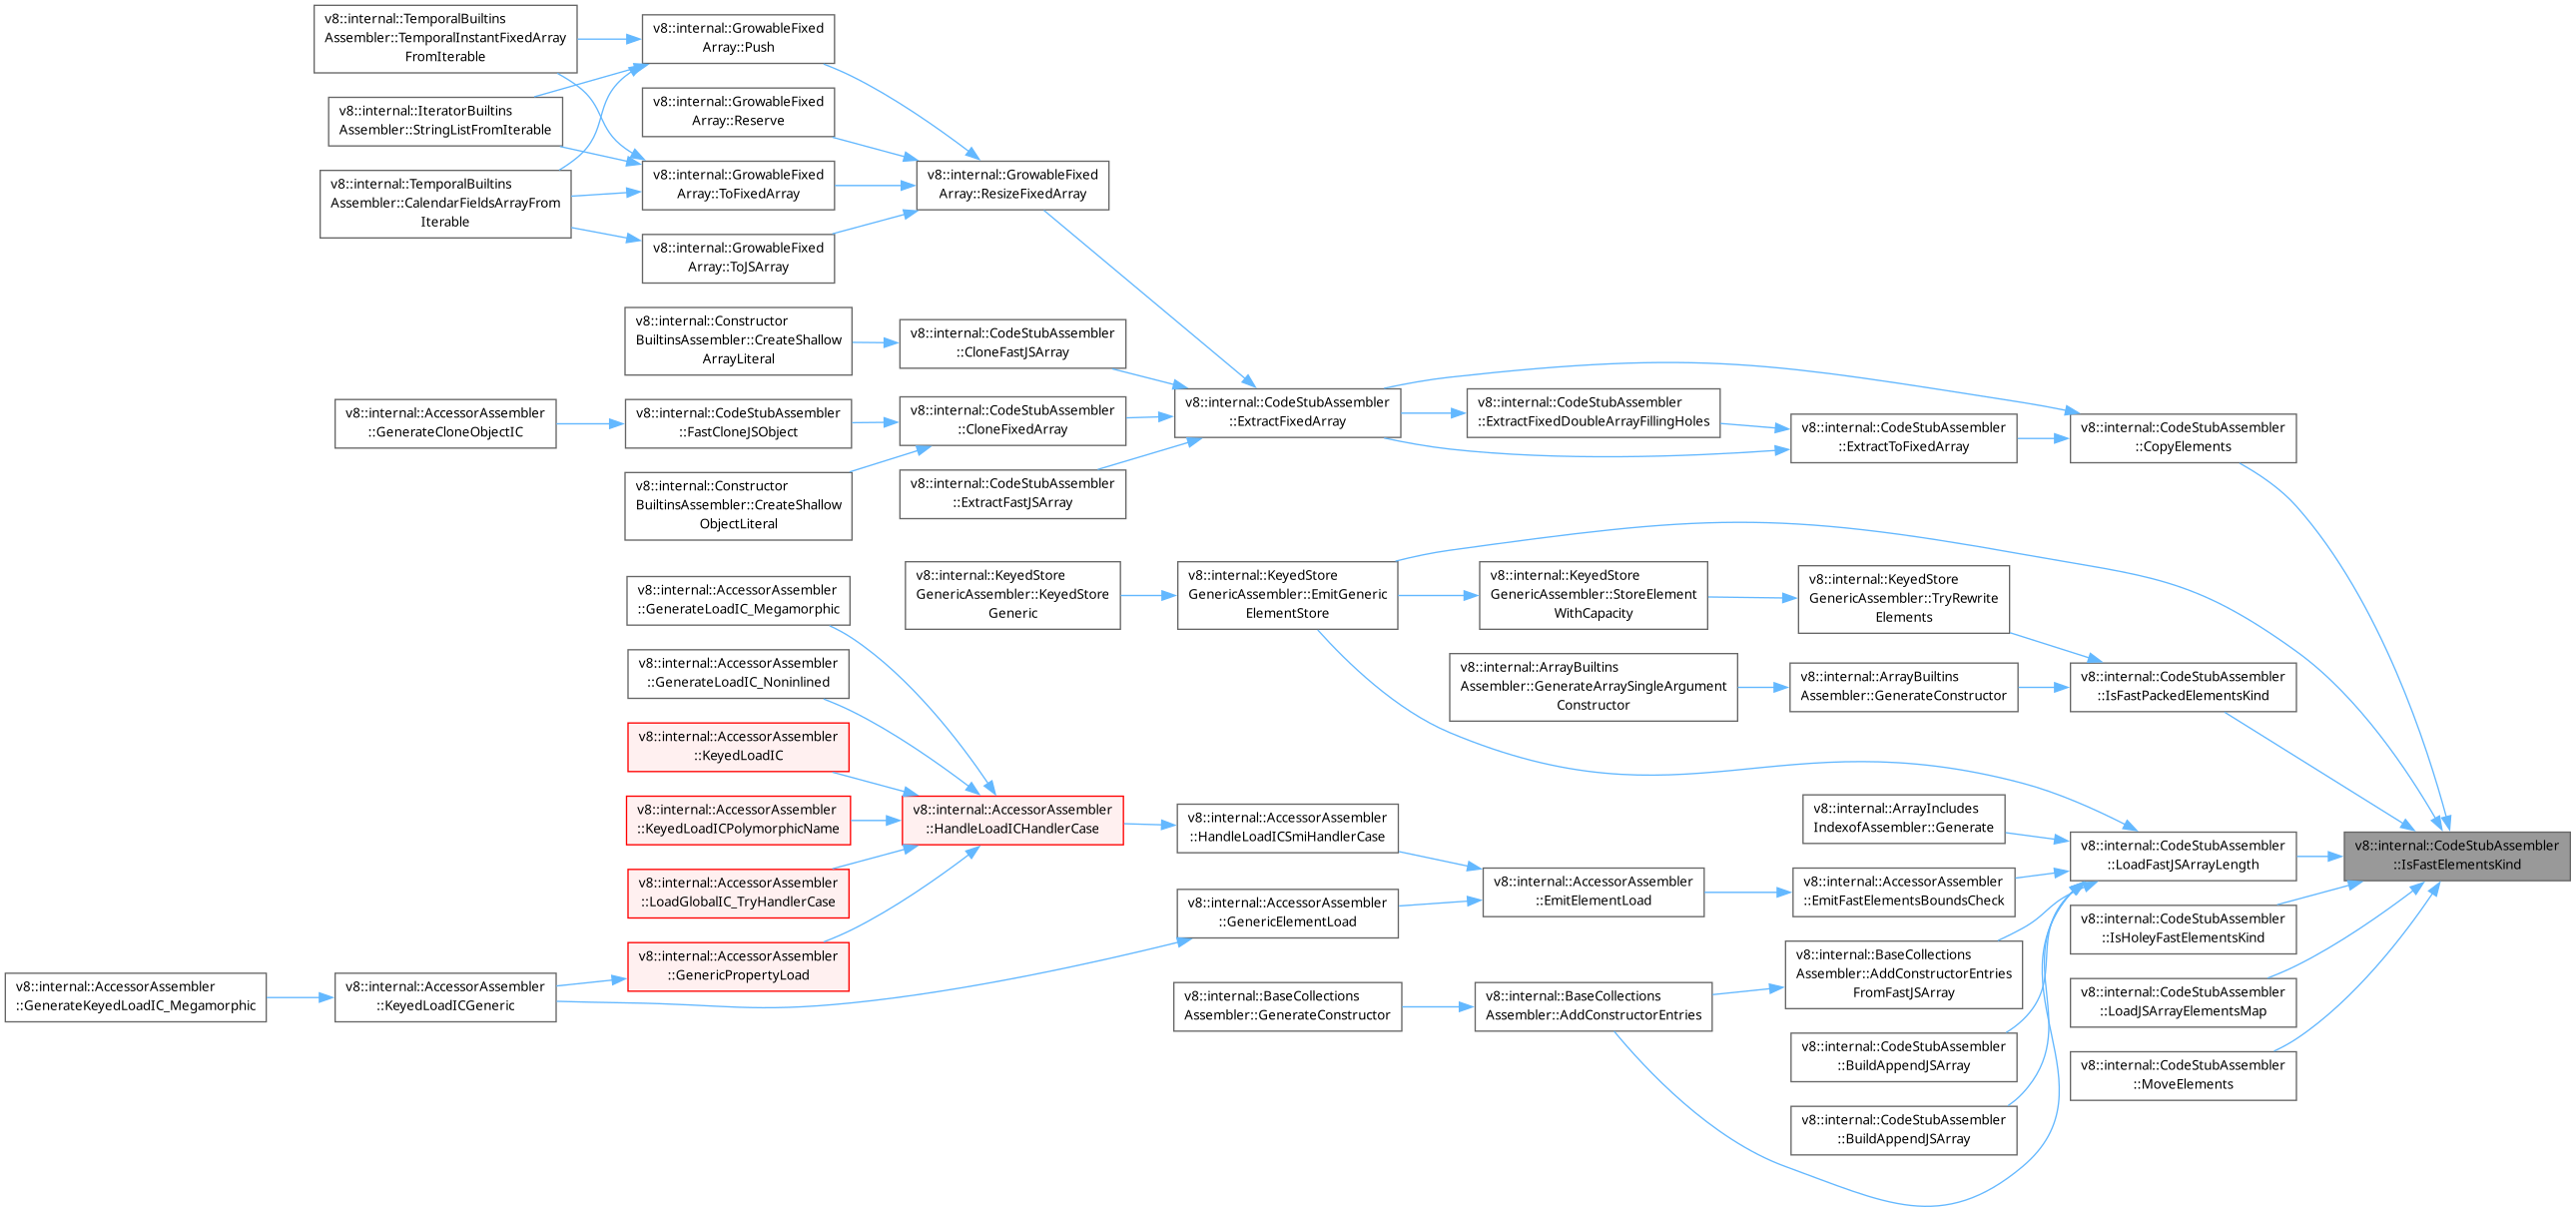 v8::internal::TemporalBuiltins
Assembler::TemporalInstantFixedArray
FromIterable
v8::internal::IteratorBuiltins
Assembler::StringListFromIterable
v8::internal::TemporalBuiltins
Assembler::CalendarFieldsArrayFrom
Iterable
v8::internal::GrowableFixed
Array::Push
v8::internal::GrowableFixed
Array::Reserve
v8::internal::GrowableFixed
Array::ToFixedArray
v8::internal::GrowableFixed
Array::ToJSArray
v8::internal::GrowableFixed
Array::ResizeFixedArray
v8::internal::Constructor
BuiltinsAssembler::CreateShallow
ArrayLiteral
v8::internal::CodeStubAssembler
::CloneFastJSArray
v8::internal::AccessorAssembler
::GenerateCloneObjectIC
v8::internal::CodeStubAssembler
::FastCloneJSObject
v8::internal::CodeStubAssembler
::CloneFixedArray
v8::internal::Constructor
BuiltinsAssembler::CreateShallow
ObjectLiteral
v8::internal::CodeStubAssembler
::ExtractFastJSArray
v8::internal::CodeStubAssembler
::ExtractFixedArray
v8::internal::CodeStubAssembler
::ExtractFixedDoubleArrayFillingHoles
v8::internal::CodeStubAssembler
::ExtractToFixedArray
v8::internal::CodeStubAssembler
::CopyElements
v8::internal::KeyedStore
GenericAssembler::KeyedStore
Generic
v8::internal::KeyedStore
GenericAssembler::EmitGeneric
ElementStore
v8::internal::KeyedStore
GenericAssembler::StoreElement
WithCapacity
v8::internal::KeyedStore
GenericAssembler::TryRewrite
Elements
v8::internal::ArrayBuiltins
Assembler::GenerateArraySingleArgument
Constructor
v8::internal::ArrayBuiltins
Assembler::GenerateConstructor
v8::internal::CodeStubAssembler
::IsFastPackedElementsKind
v8::internal::AccessorAssembler
::GenerateLoadIC_Megamorphic
v8::internal::AccessorAssembler
::GenerateLoadIC_Noninlined
v8::internal::AccessorAssembler
::KeyedLoadIC
v8::internal::AccessorAssembler
::KeyedLoadICPolymorphicName
v8::internal::AccessorAssembler
::LoadGlobalIC_TryHandlerCase
v8::internal::AccessorAssembler
::GenericPropertyLoad
v8::internal::AccessorAssembler
::HandleLoadICHandlerCase
v8::internal::AccessorAssembler
::HandleLoadICSmiHandlerCase
v8::internal::AccessorAssembler
::GenericElementLoad
v8::internal::AccessorAssembler
::EmitElementLoad
v8::internal::ArrayIncludes
IndexofAssembler::Generate
v8::internal::AccessorAssembler
::EmitFastElementsBoundsCheck
v8::internal::CodeStubAssembler
::LoadFastJSArrayLength
v8::internal::CodeStubAssembler
::IsFastElementsKind
v8::internal::CodeStubAssembler
::IsHoleyFastElementsKind
v8::internal::CodeStubAssembler
::LoadJSArrayElementsMap
v8::internal::CodeStubAssembler
::MoveElements
v8::internal::AccessorAssembler
::GenerateKeyedLoadIC_Megamorphic
v8::internal::AccessorAssembler
::KeyedLoadICGeneric
v8::internal::BaseCollections
Assembler::GenerateConstructor
v8::internal::BaseCollections
Assembler::AddConstructorEntries
v8::internal::BaseCollections
Assembler::AddConstructorEntries
FromFastJSArray
v8::internal::CodeStubAssembler
::BuildAppendJSArray
v8::internal::CodeStubAssembler
::BuildAppendJSArray